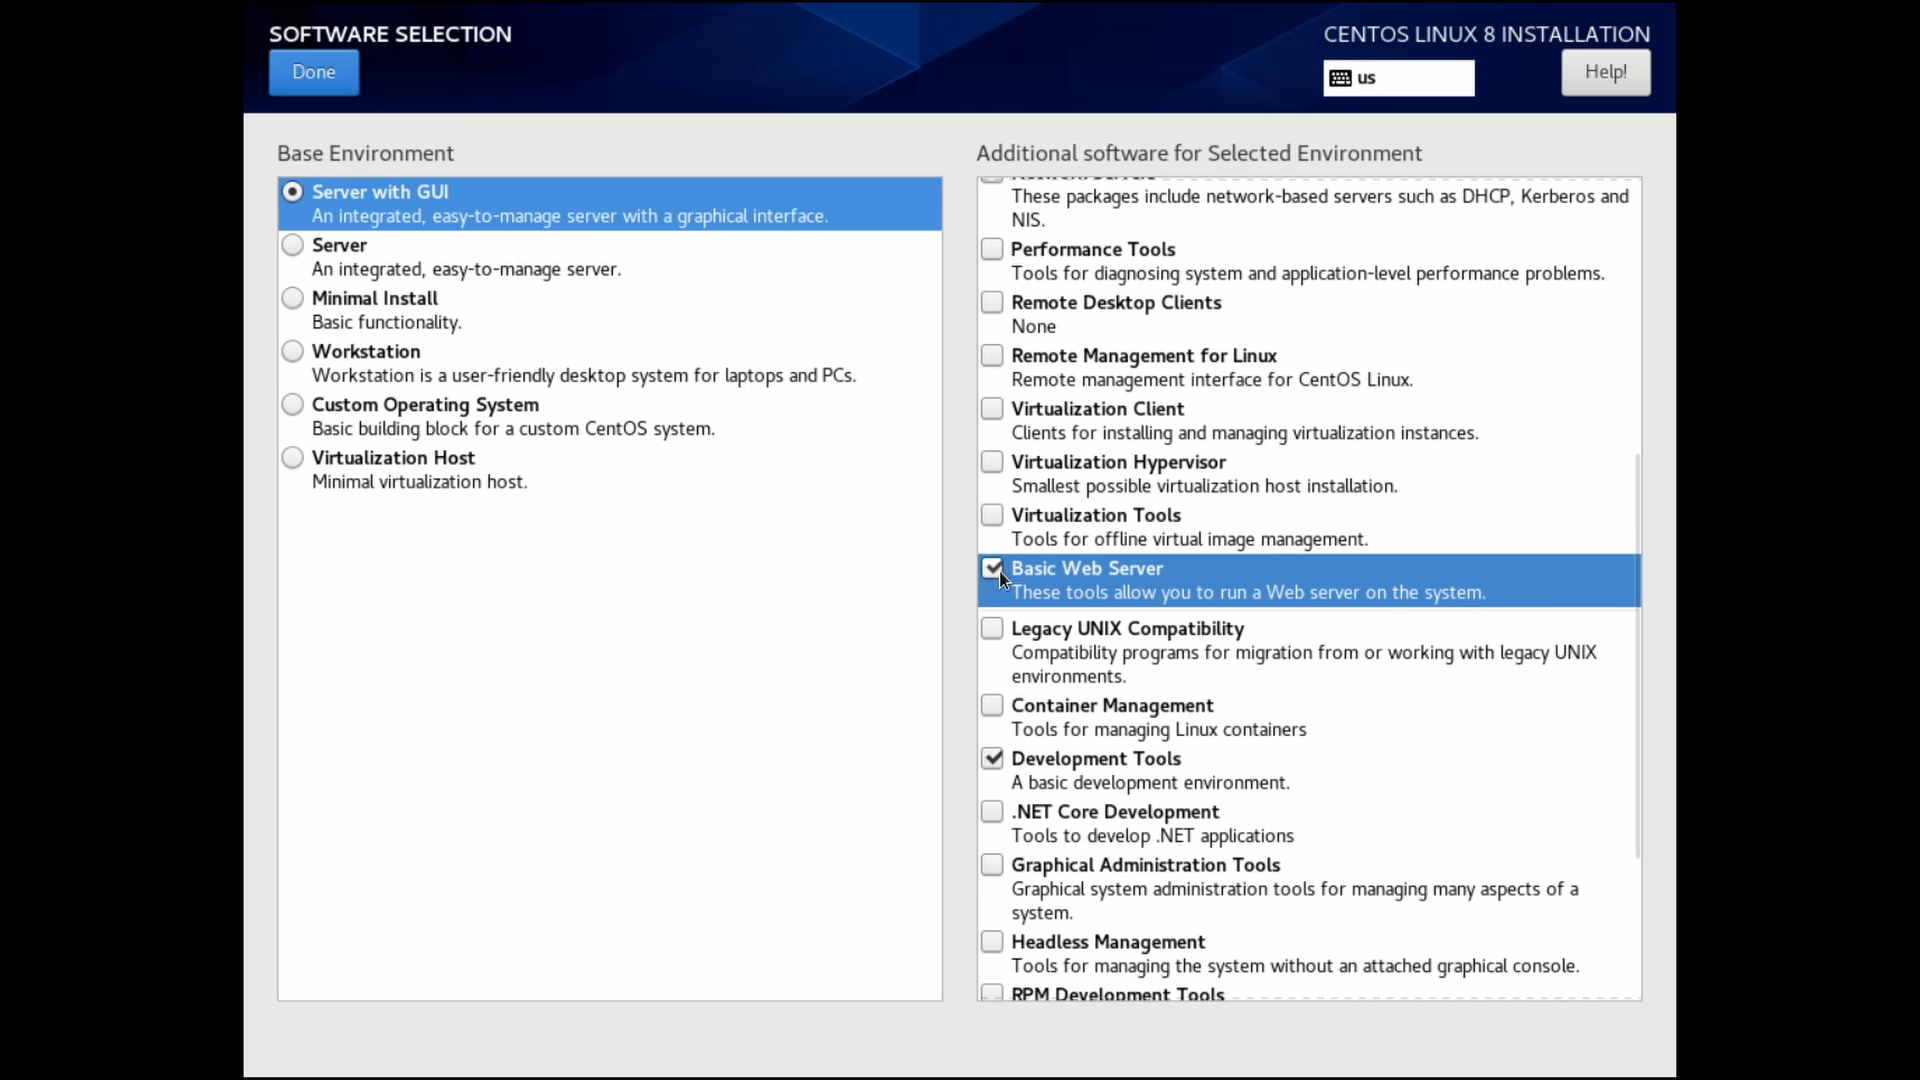 SOFTWARE SELECTION
CENTOS LINUX 8 INSTALLATION
Done
us
Help!
Base Environment
Server with GUI
An integrated, easy-to-manage server with a graphical interface.
Server
An integrated, easy-to-manage server.
Minimal Install
Basic functionality.
Workstation
Workstation is a user-friendly desktop system for laptops and PCs.
Custom Operating System
Basic building block for a custom CentOS system.
Virtualization Host
Minimal virtualization host.
Additional software for Selected Environment
These packages include network-based servers such as DHCP, Kerberos and
NIS.
Performance Tools
Tools for diagnosing system and application-level performance problems.
Remote Desktop Clients
None
Remote Management for Linux
Remote management interface for CentOS Linux.
Virtualization Client
Clients for installing and managing virtualization instances.
Virtualization Hypervisor
Smallest possible virtualization host installation.
Virtualization Tools
Tools for offline virtual image management.
Basic Web Server
These tools allow you to run a Web server on the system.
Legacy UNIX Compatibility
Compatibility programs for migration from or working with legacy UNIX
environments.
Container Management
Tools for managing Linux containers
Development Tools
A basic development environment.
.NET Core Development
Tools to develop .NET applications
Graphical Administration Tools
Graphical system administration tools for managing many aspects of a
system.
Headless Management
Tools for managing the system without an attached graphical console.
RPM Development Tools